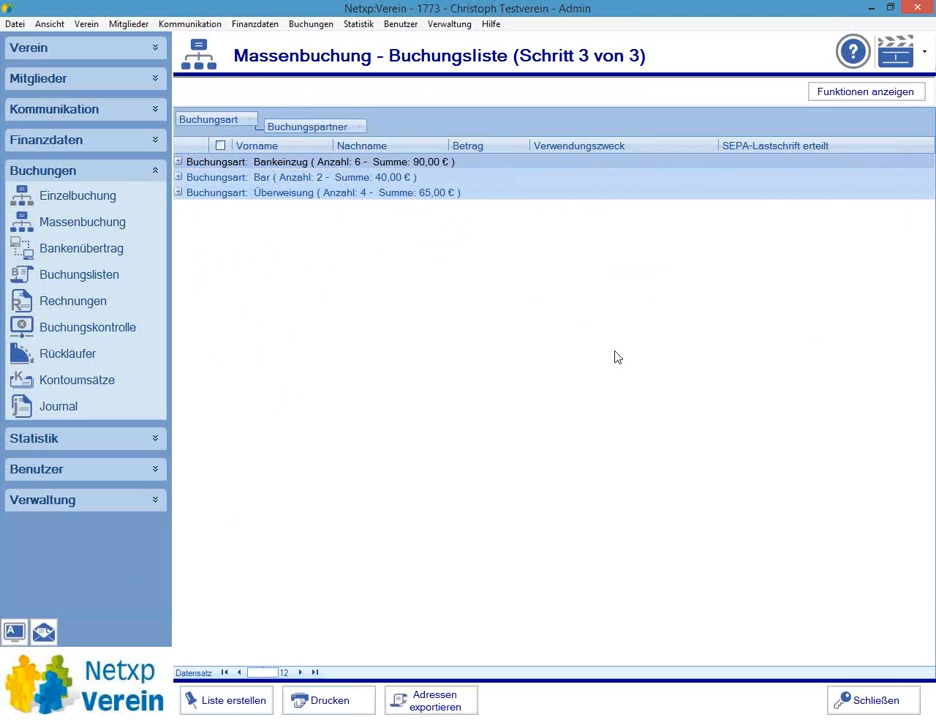 Netxp:Verein - 1773 - Christoph Testverein - Admin
Datei Ansicht Verein Mitglieder Kommunikation Finanzdaten Buchungen Statistik Benutzer Verwaltung Hilfe
Verein
Mitglieder
Kommunikation
Finanzdaten
Buchungen
Einzelbuchung
Massenbuchung
Bankenübertrag
Buchungslisten
Rechnungen
Buchungskontrolle
Rückläufer
Kontoumsätze
Journal
Statistik
Benutzer
Verwaltung
Netxp
Verein
Massenbuchung - Buchungsliste (Schritt 3 von 3)
Funktionen anzeigen
Buchungsart
Buchungspartner
Vorname Nachname Betrag Verwendungszweck SEPA-Lastschrift erteilt
Buchungsart: Bankeinzug ( Anzahl: 6 - Summe: 90,00 € )
Buchungsart: Bar ( Anzahl: 2 - Summe: 40,00 € )
Buchungsart: Überweisung ( Anzahl: 4 - Summe: 65,00 € )
Datensatz 12
Liste erstellen
Drucken
Adressen
exportieren
Schließen